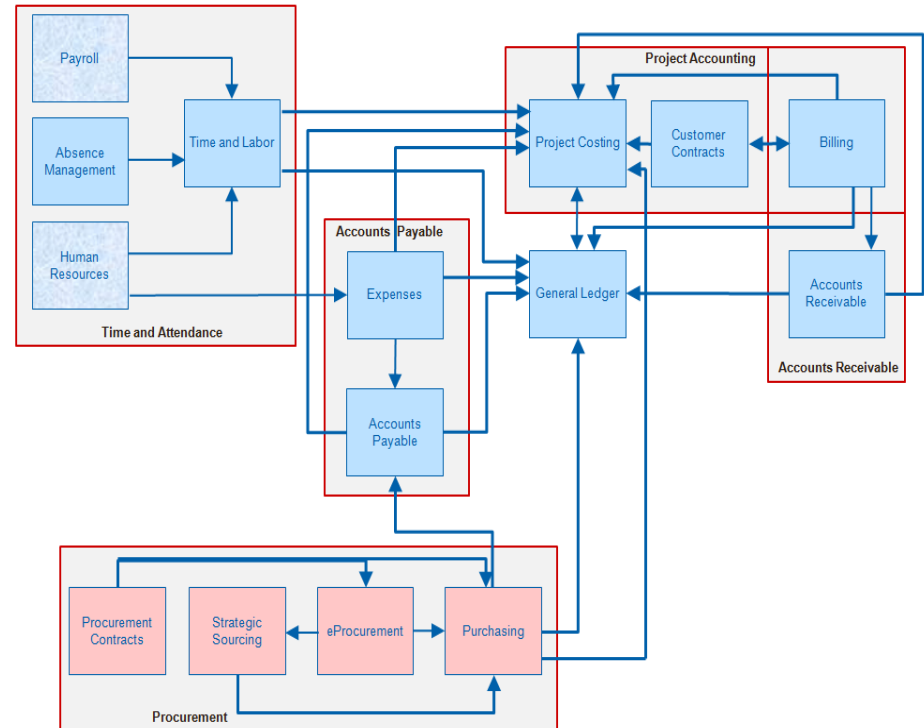 Payroll
Absence
Management
Human
Resources
Time and Labor
Time and Attendance
Accounts Payable
Expenses
Accounts
Payable
Project Accounting
Project Costing
Customer
Contracts
Billing
General Ledger
Accounts
Receivable
Accounts Receivable
Procurement
Contracts
Strategic
Sourcing
eProcurement
Purchasing
Procurement